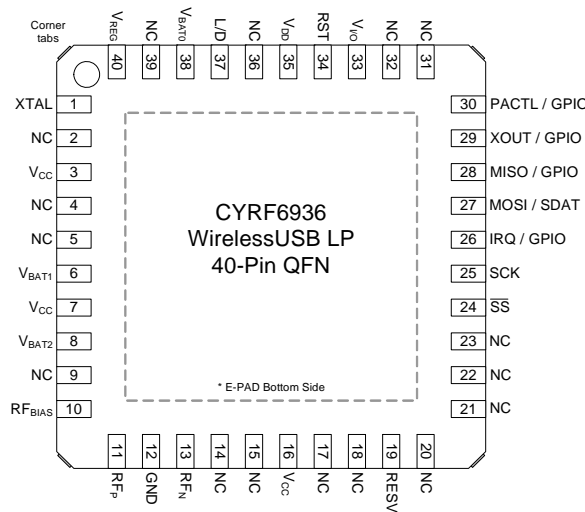 Corner
tabs
VREG
NC
VBAT0
L/D
NC
VDD
RST
VI/O
NC
NC
40
39
38
37
36
35
34
33
32
31
XTAL 1
NC 2
VCC 3
NC 4
NC 5
VBAT1 6
VCC 7
VBAT2 8
NC 9
RFBIAS 10
CYRF6936
WirelessUSB LP
40-Pin QFN
* E-PAD Bottom Side
30 PACTL / GPIO
29 XOUT / GPIO
28 MISO / GPIO
27 MOSI / SDAT
26 IRQ / GPIO
25 SCK
24 SS
23 NC
22 NC
21 NC
11
12
13
14
15
16
17
18
19
20
RFP
GND
RFN
NC
NC
VCC
NC
NC
RESV
NC